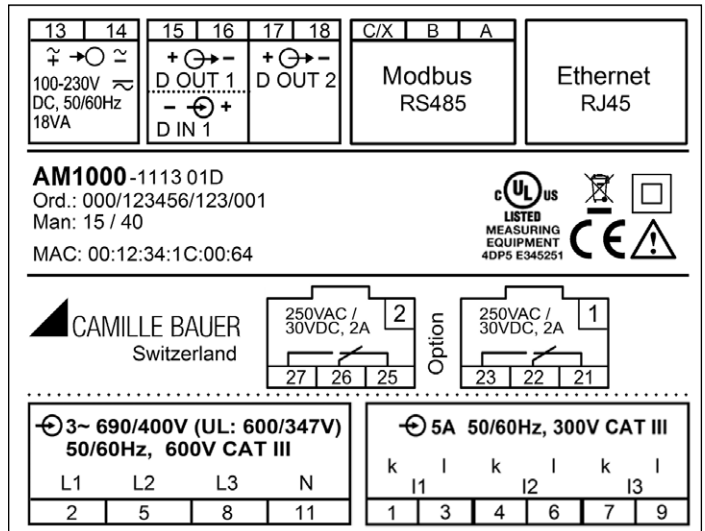 13 14 15 16 17 18 C/X B A
100-230V
DC, 50/60Hz
18VA
+ -
D OUT 1
- +
D IN 1
+ -
D OUT 2
Modbus
RS485
Ethernet
RJ45
AM1000-1113 01D
Ord.: 000/123456/123/001
Man: 15 / 40
MAC: 00:12:34:1C:00:64
c UL us
LISTED
MEASURING
EQUIPMENT
4DP5 E345251
CE
CAMILLE BAUER
Switzerland
250VAC /
30VDC, 2A
2
27 26 25
Option
250VAC /
30VDC, 2A
1
23 22 21
3~ 690/400V (UL: 600/347V)
50/60Hz, 600V CAT III
L1 L2 L3 N
2 5 8 11
5A 50/60Hz, 300V CAT III
k l k l k l
I1 I2 I3
1 3 4 6 7 9